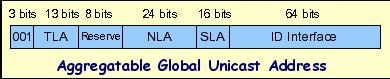 3 bits 13 bits 8 bits 24 bits 16 bits 64 bits
001 TLA Reserve NLA SLA ID Interface
Aggregatable Global Unicast Address